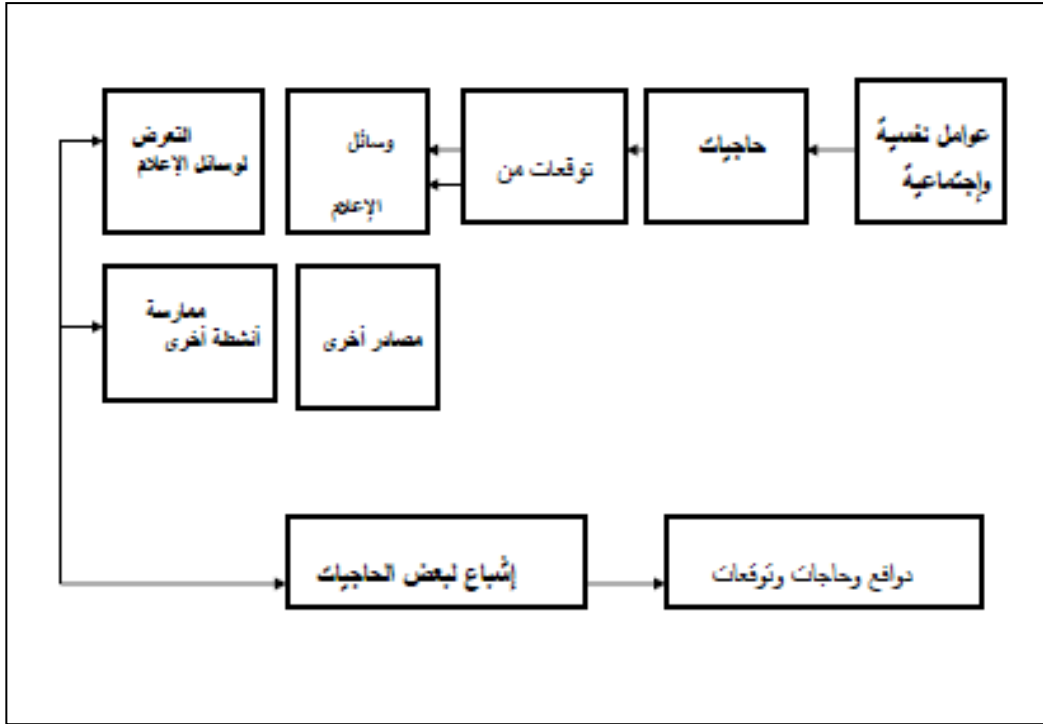 عوامل نفسية
وإجتماعية
حاجيات
توقعات من
وسائل
الإعلام
التعرض
لوسائل الإعلام
مصادر أخرى
ممارسة
أنشطة أخرى
إشباع لبعض الحاجيات
دوافع وحاجات وتوقعات